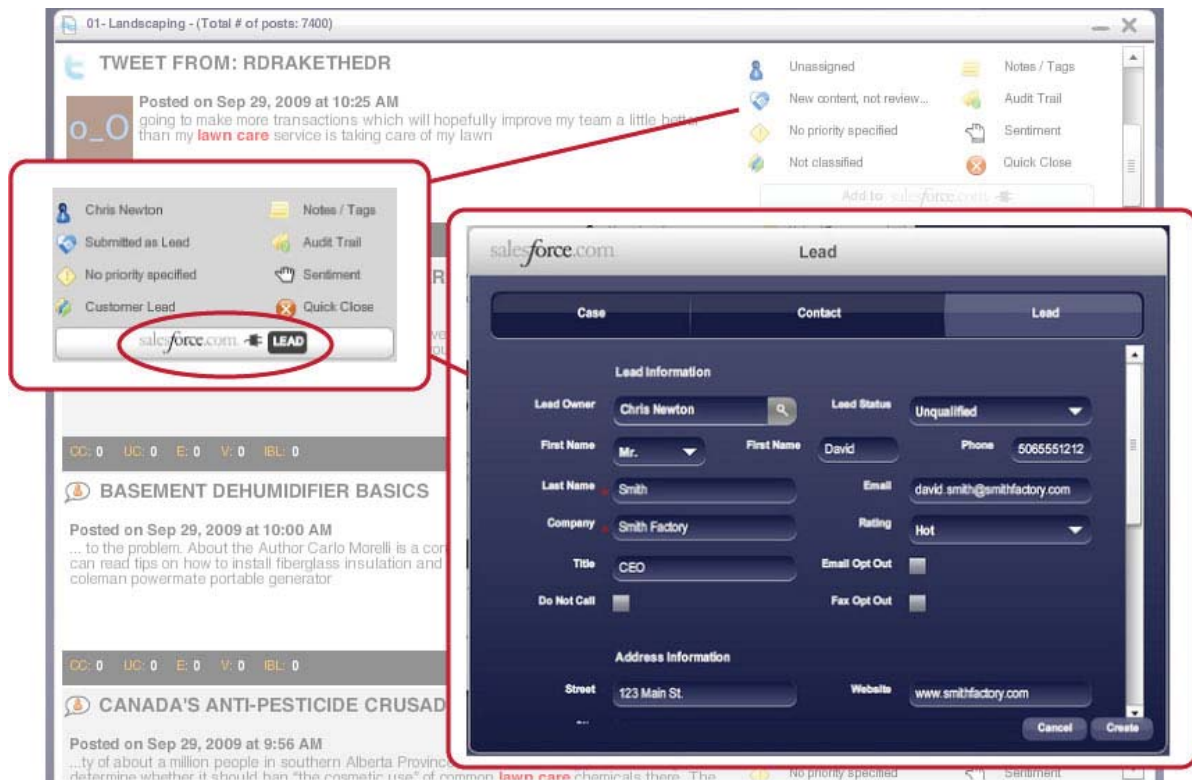 01- Landscaping - (Total # of posts: 7400)
TWEET FROM: RDRAKETHEDR
Posted on Sep 29, 2009 at 10:25 AM
going to make more transactions which will hopefully improve my team a little better
than my lawn care service is taking care of my lawn
o_O
Unassigned
Notes / Tags
New content, not review...
Audit Trail
No priority specified
Sentiment
Not classified
Quick Close
Add to salesforce.com
Chris Newton
Notes / Tags
Submitted as Lead
Audit Trail
No priority specified
Sentiment
Customer Lead
Quick Close
salesforce.com LEAD
salesforce.com
Lead
Case
Contact
Lead
Lead Information
Lead Owner
Chris Newton
Lead Status
Unqualified
First Name
Mr.
First Name
David
Phone
5065551212
Last Name
Smith
Email
david.smith@smithfactory.com
Company
Smith Factory
Rating
Hot
Title
CEO
Email Opt Out
Do Not Call
Fax Opt Out
Address Information
Street
123 Main St.
Website
www.smithfactory.com
Cancel
Create
CC: 0 UC: 0 E: 0 V: 0 IBL: 0
BASEMENT DEHUMIDIFIER BASICS
Posted on Sep 29, 2009 at 10:00 AM
... to the problem. About the Author Carlo Morelli is a con
can read tips on how to install fiberglass insulation and
coleman powermate portable generator
CC: 0 UC: 0 E: 0 V: 0 IBL: 0
CANADA'S ANTI-PESTICIDE CRUSAD
Posted on Sep 29, 2009 at 9:56 AM
...ty of about a million people in southern Alberta Provinc
determine whether it should ban "the cosmetic use" of common lawn care chemicals there. The
No priority specified
Sentiment